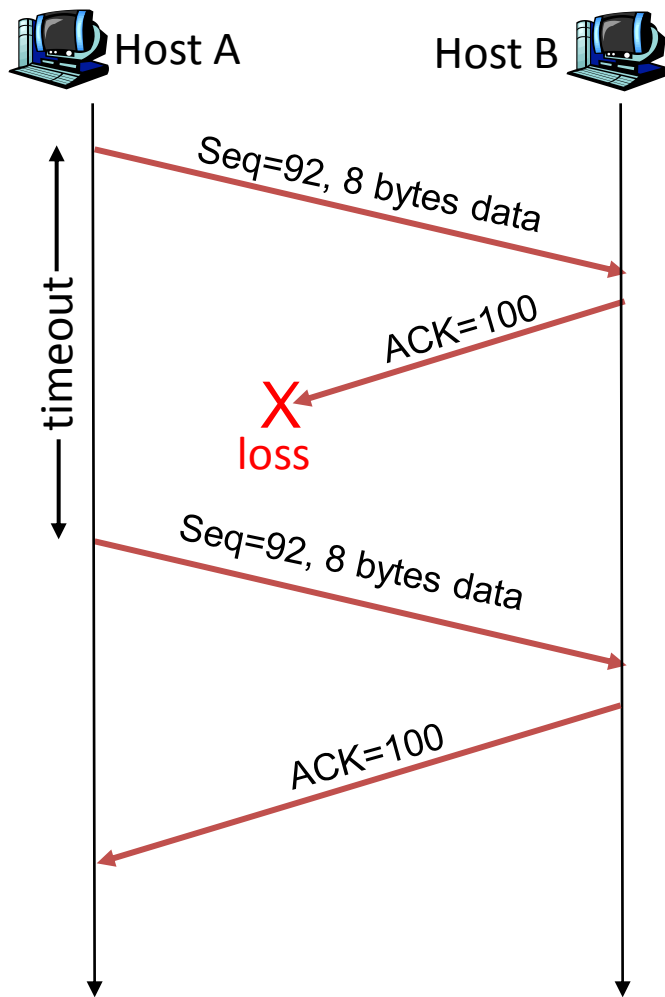 Host A
Host B
Seq=92, 8 bytes data
ACK=100
timeout
X
loss
Seq=92, 8 bytes data
ACK=100